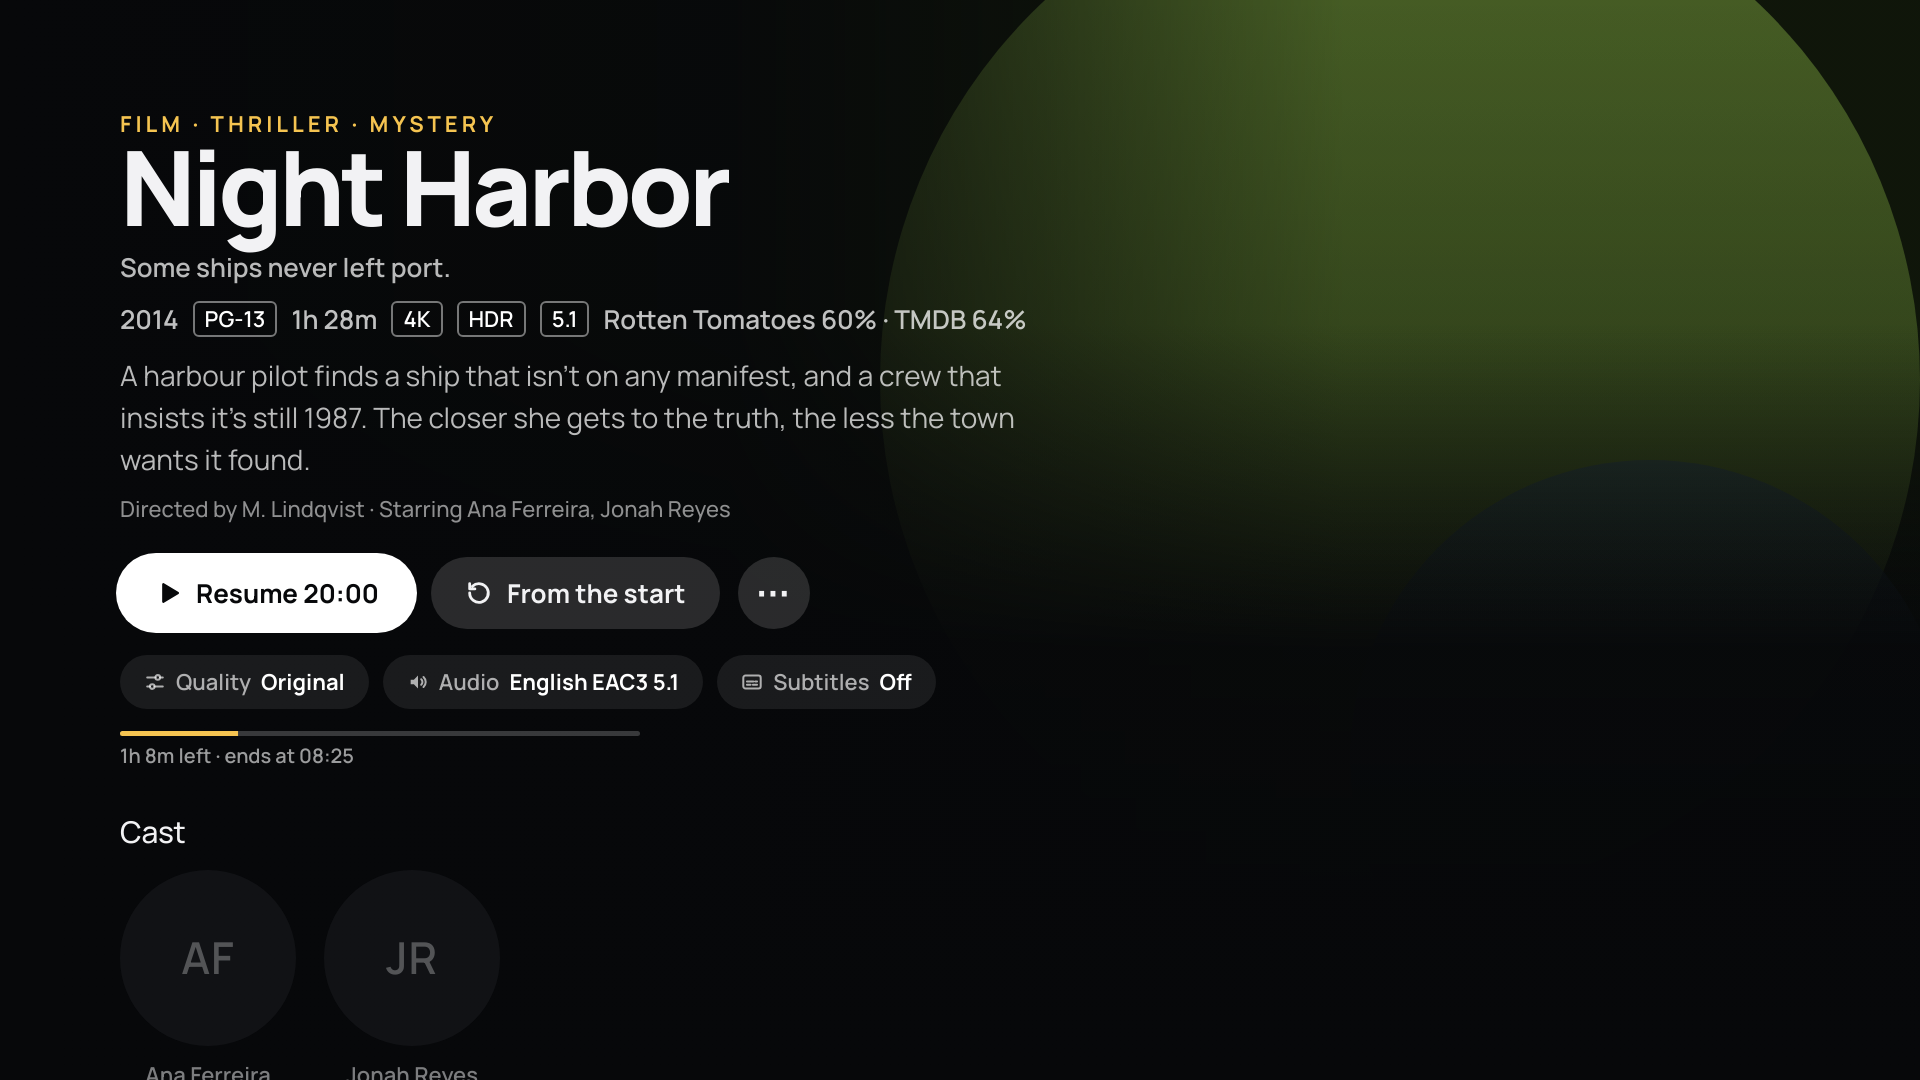 FILM · THRILLER · MYSTERY
Night Harbor
Some ships never left port.
2014 PG-13 1h 28m 4K HDR 5.1 Rotten Tomatoes 60% · TMDB 64%
A harbour pilot finds a ship that isn’t on any manifest, and a crew that
insists it’s still 1987. The closer she gets to the truth, the less the town
wants it found.
Directed by M. Lindqvist · Starring Ana Ferreira, Jonah Reyes
Resume 20:00 From the start ···
Quality Original Audio English EAC3 5.1 Subtitles Off
1h 8m left · ends at 08:25
Cast
AF JR
Ana Ferreira Jonah Reyes